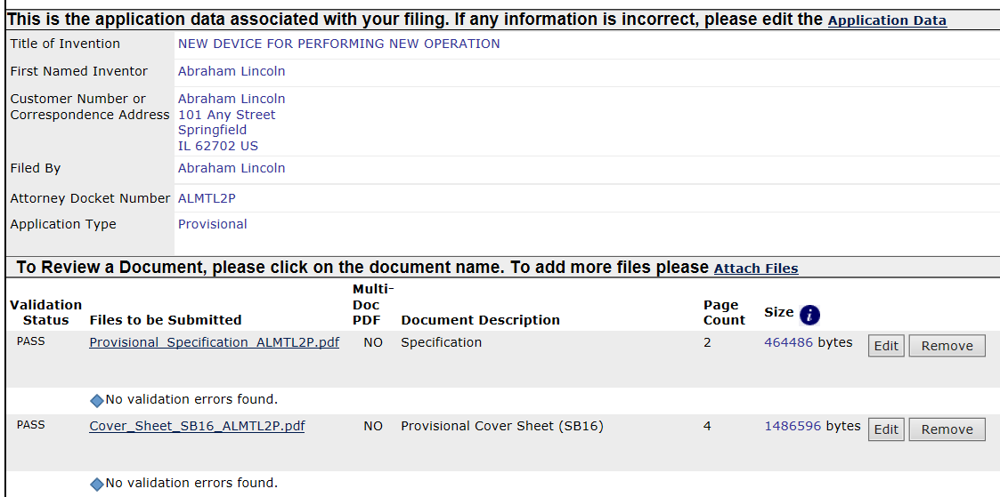 This is the application data associated with your filing. If any information is incorrect, please edit the Application Data
Title of Invention NEW DEVICE FOR PERFORMING NEW OPERATION
First Named Inventor Abraham Lincoln
Customer Number or Correspondence Address Abraham Lincoln
101 Any Street
Springfield
IL 62702 US
Filed By Abraham Lincoln
Attorney Docket Number ALMTL2P
Application Type Provisional
To Review a Document, please click on the document name. To add more files please Attach Files
Validation Status Files to be Submitted Multi-Doc PDF Document Description Page Count Size i
PASS Provisional_Specification_ALMTL2P.pdf NO Specification 2 464486 bytes Edit Remove
No validation errors found.
PASS Cover_Sheet_SB16_ALMTL2P.pdf NO Provisional Cover Sheet (SB16) 4 1486596 bytes Edit Remove
No validation errors found.